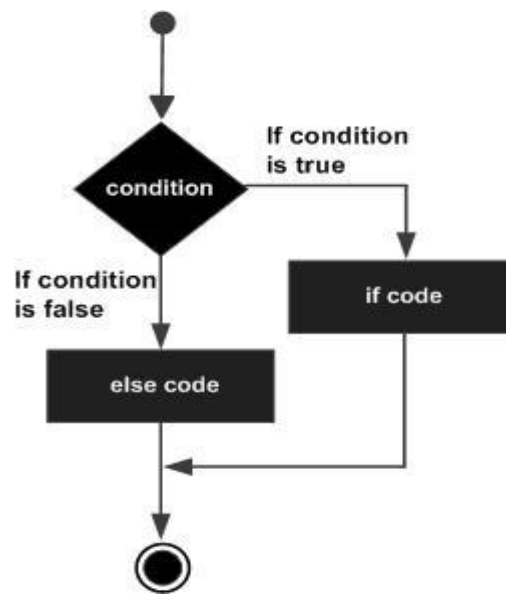 If condition
is true
condition
If condition
is false
if code
else code